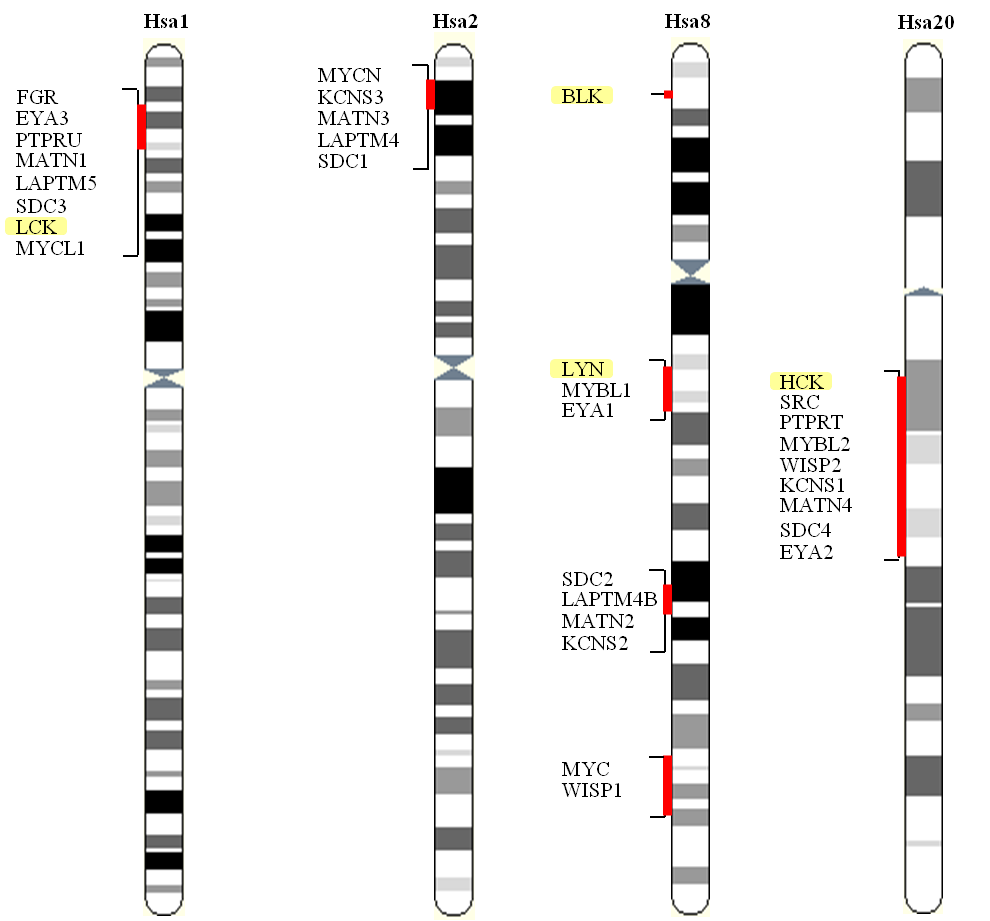 Hsa1
FGR
EYA3
PTPRU
MATN1
LAPTM5
SDC3
LCK
MYCL1
Hsa2
MYCN
KCNS3
MATN3
LAPTM4
SDC1
Hsa8
BLK
LYN
MYBL1
EYA1
SDC2
LAPTM4B
MATN2
KCNS2
MYC
WISP1
Hsa20
HCK
SRC
PTPRT
MYBL2
WISP2
KCNS1
MATN4
SDC4
EYA2